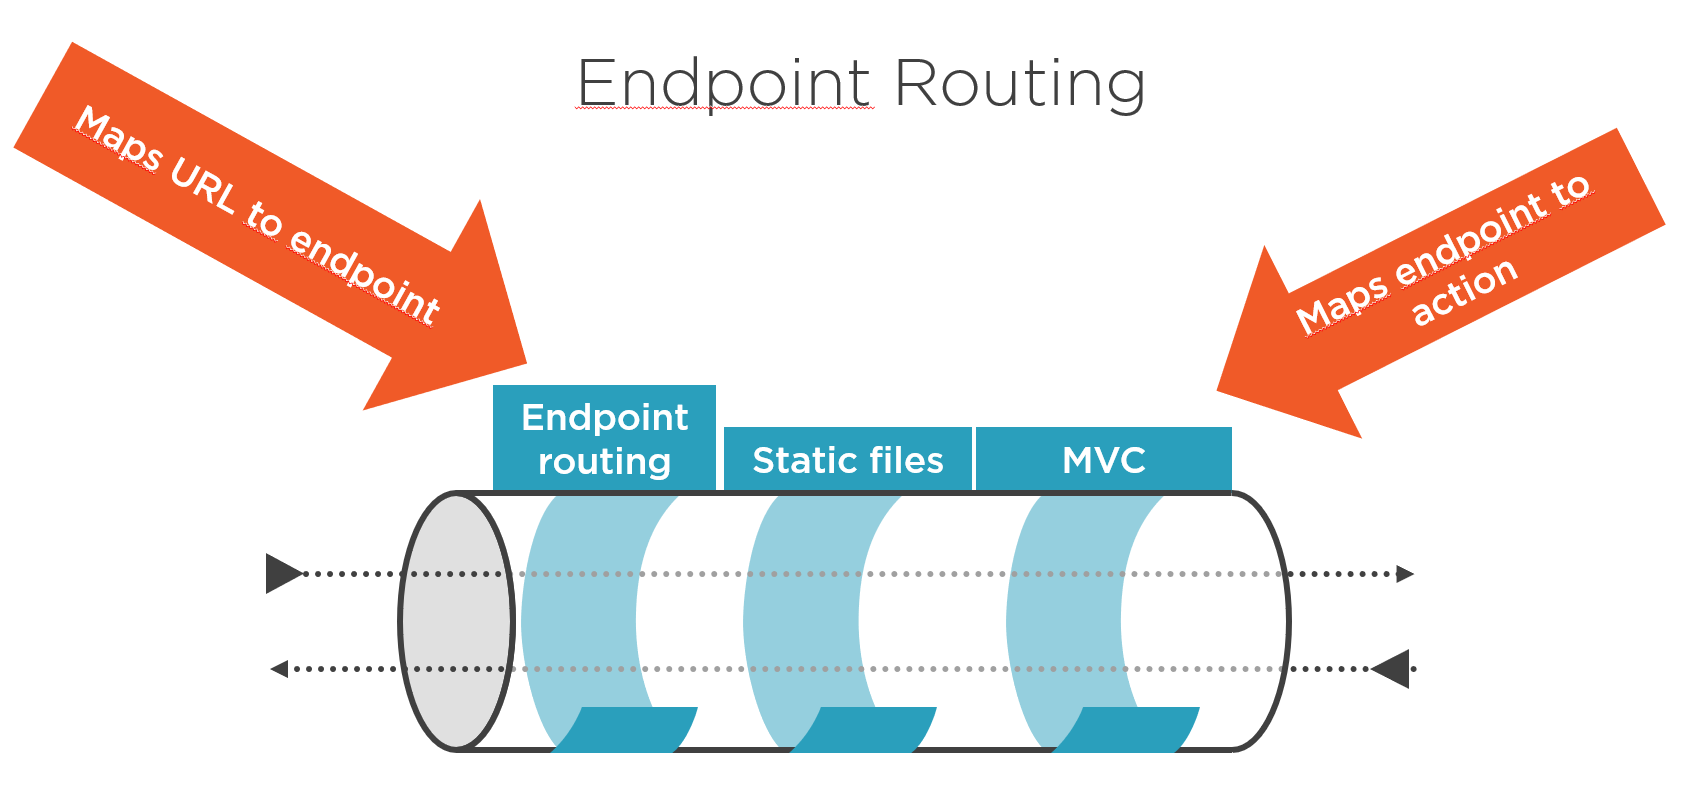 Endpoint Routing
Maps URL to endpoint
Maps endpoint to
action
Endpoint
routing
Static files
MVC